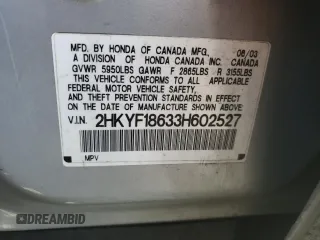 MFD. BY HONDA OF CANADA MFG. 06/03
A DIVISION OF HONDA CANADA INC. CANADA
GVWR 5950LBS GAWR F 2865LBS R 3155LBS
THIS VEHICLE CONFORMS TO ALL APPLICABLE
FEDERAL MOTOR VEHICLE SAFETY
AND THEFT PREVENTION STANDARDS IN EFFECT
ON THE DATE OF MANUFACTURE SHOWN ABOVE.
V.I.N. 2HKYF18633H602527
MPV
© DREAMBID